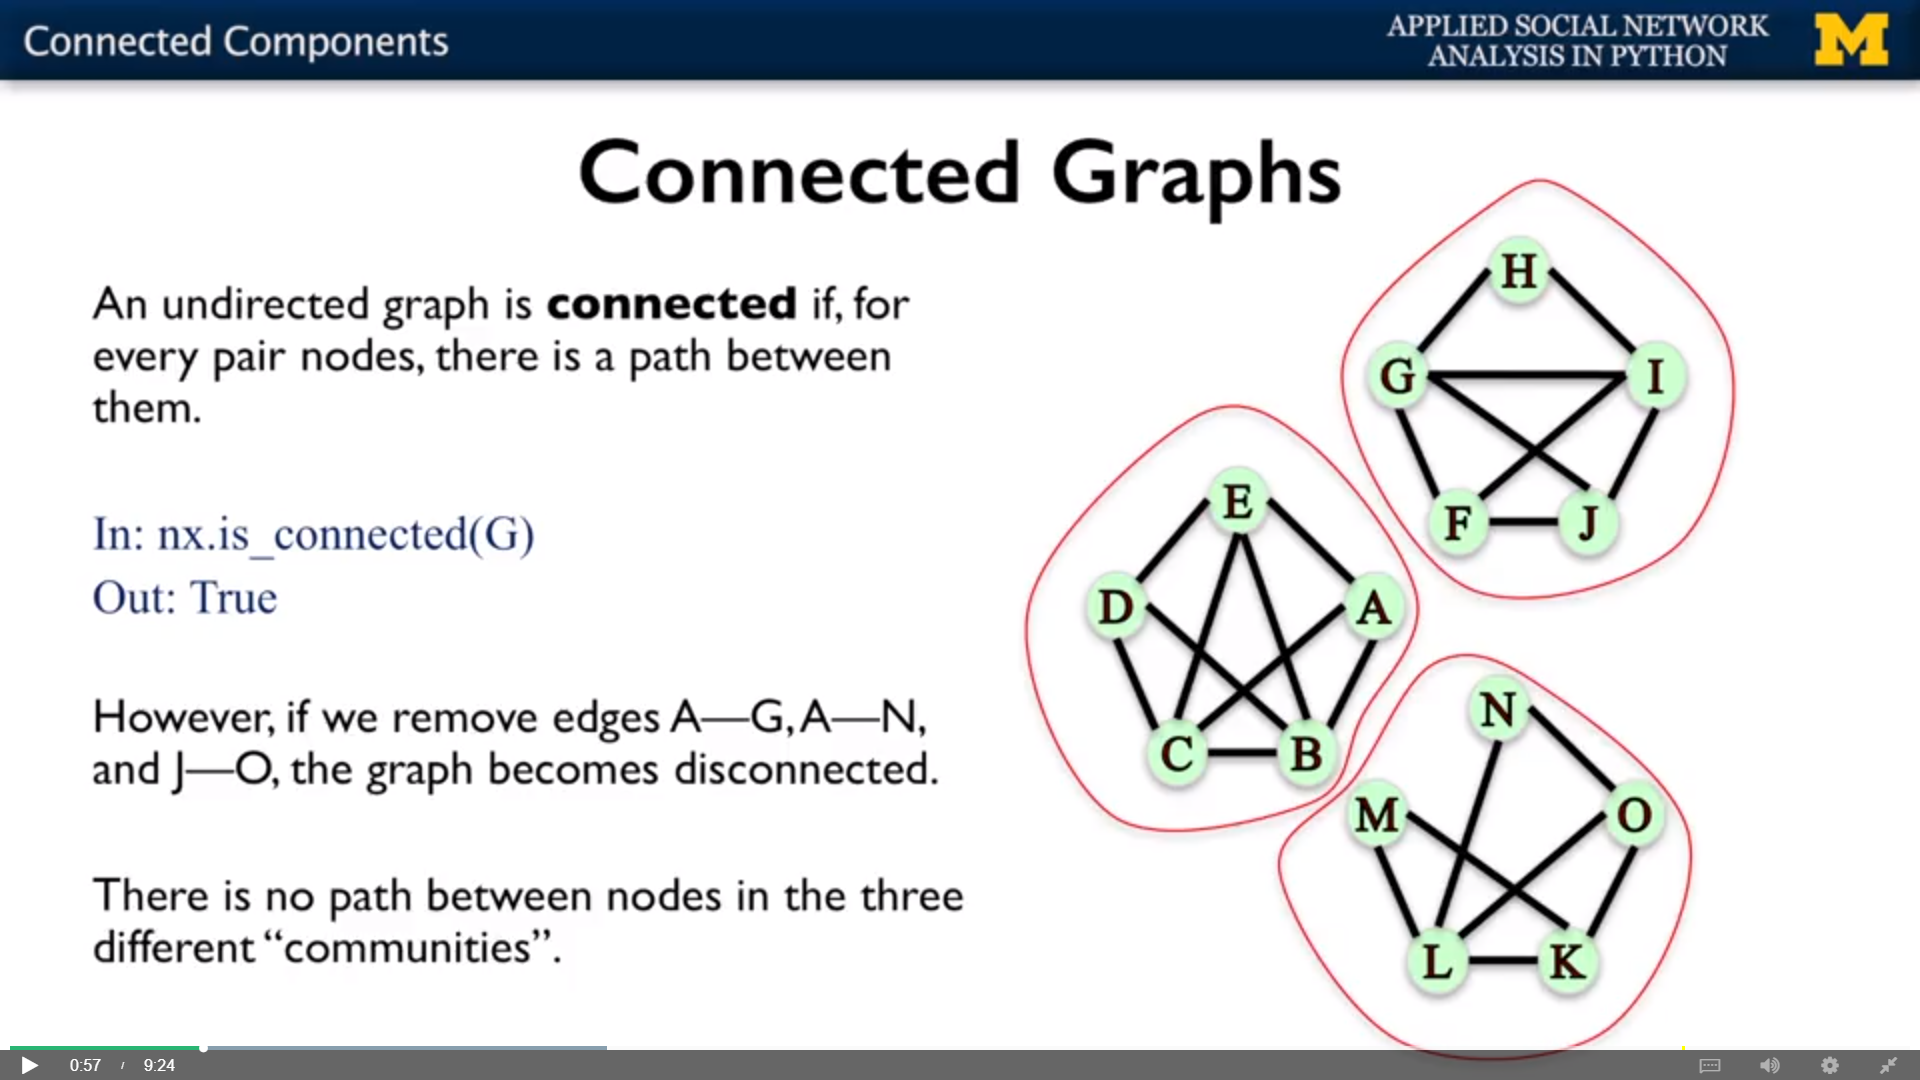 Connected Components
APPLIED SOCIAL NETWORK
ANALYSIS IN PYTHON
M
Connected Graphs
An undirected graph is connected if, for
every pair nodes, there is a path between
them.
In: nx.is_connected(G)
Out: True
However, if we remove edges A—G, A—N,
and J—O, the graph becomes disconnected.
There is no path between nodes in the three
different “communities”.
H
G
I
F
J
E
D
A
C
B
N
M
O
L
K
0:57 / 9:24